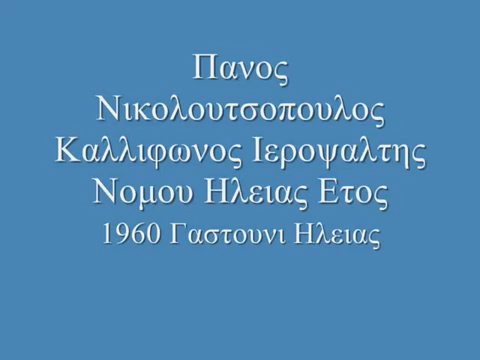 Πανος
Νικολουτσοπουλος
Καλλιφωνος Ιεροψαλτης
Νομου Ηλειας Ετος
1960 Γαστουνι Ηλειας